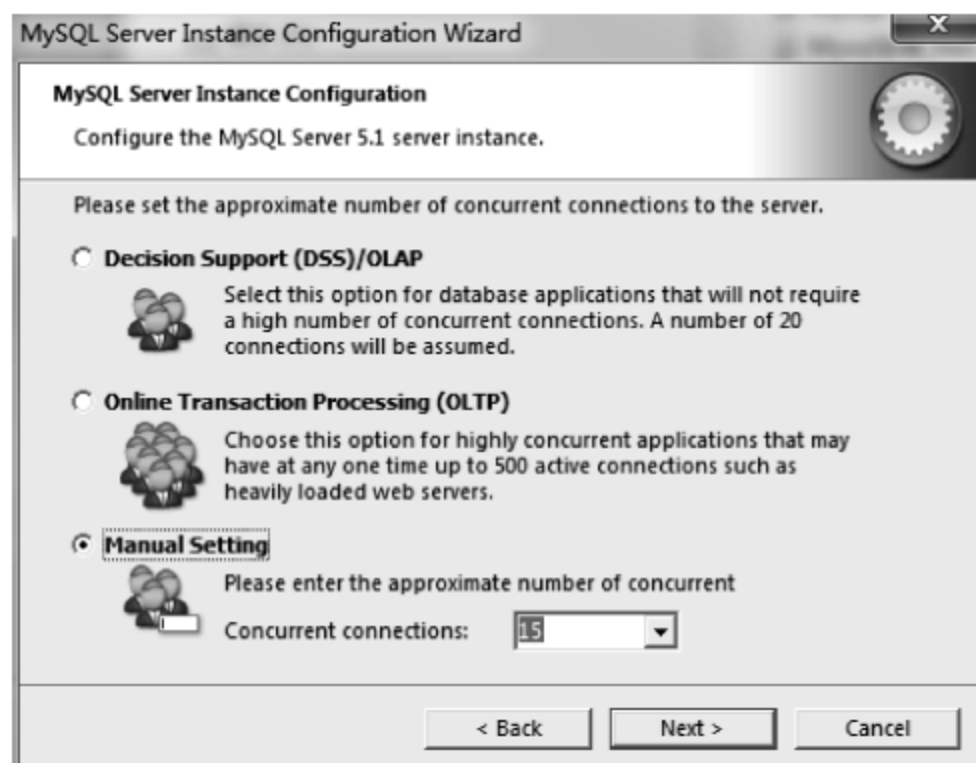 MySQL Server Instance Configuration Wizard
X
MySQL Server Instance Configuration
Configure the MySQL Server 5.1 server instance.
Please set the approximate number of concurrent connections to the server.
Decision Support (DSS)/OLAP
Select this option for database applications that will not require
a high number of concurrent connections. A number of 20
connections will be assumed.
Online Transaction Processing (OLTP)
Choose this option for highly concurrent applications that may
have at any one time up to 500 active connections such as
heavily loaded web servers.
Manual Setting
Please enter the approximate number of concurrent
Concurrent connections: 15
< Back Next > Cancel